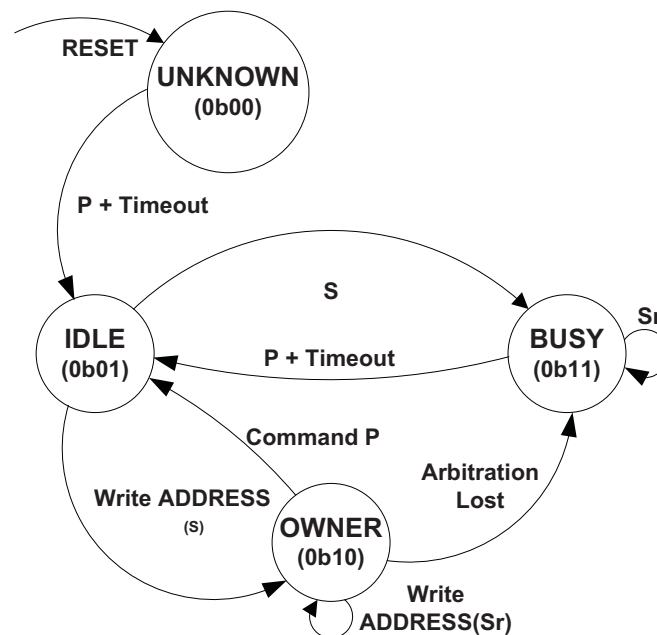 RESET
UNKNOWN
(0b00)
P + Timeout
S
IDLE
(0b01)
BUSY
(0b11)
Sr
P + Timeout
Command P
Arbitration
Lost
Write ADDRESS
(S)
OWNER
(0b10)
Write
ADDRESS(Sr)